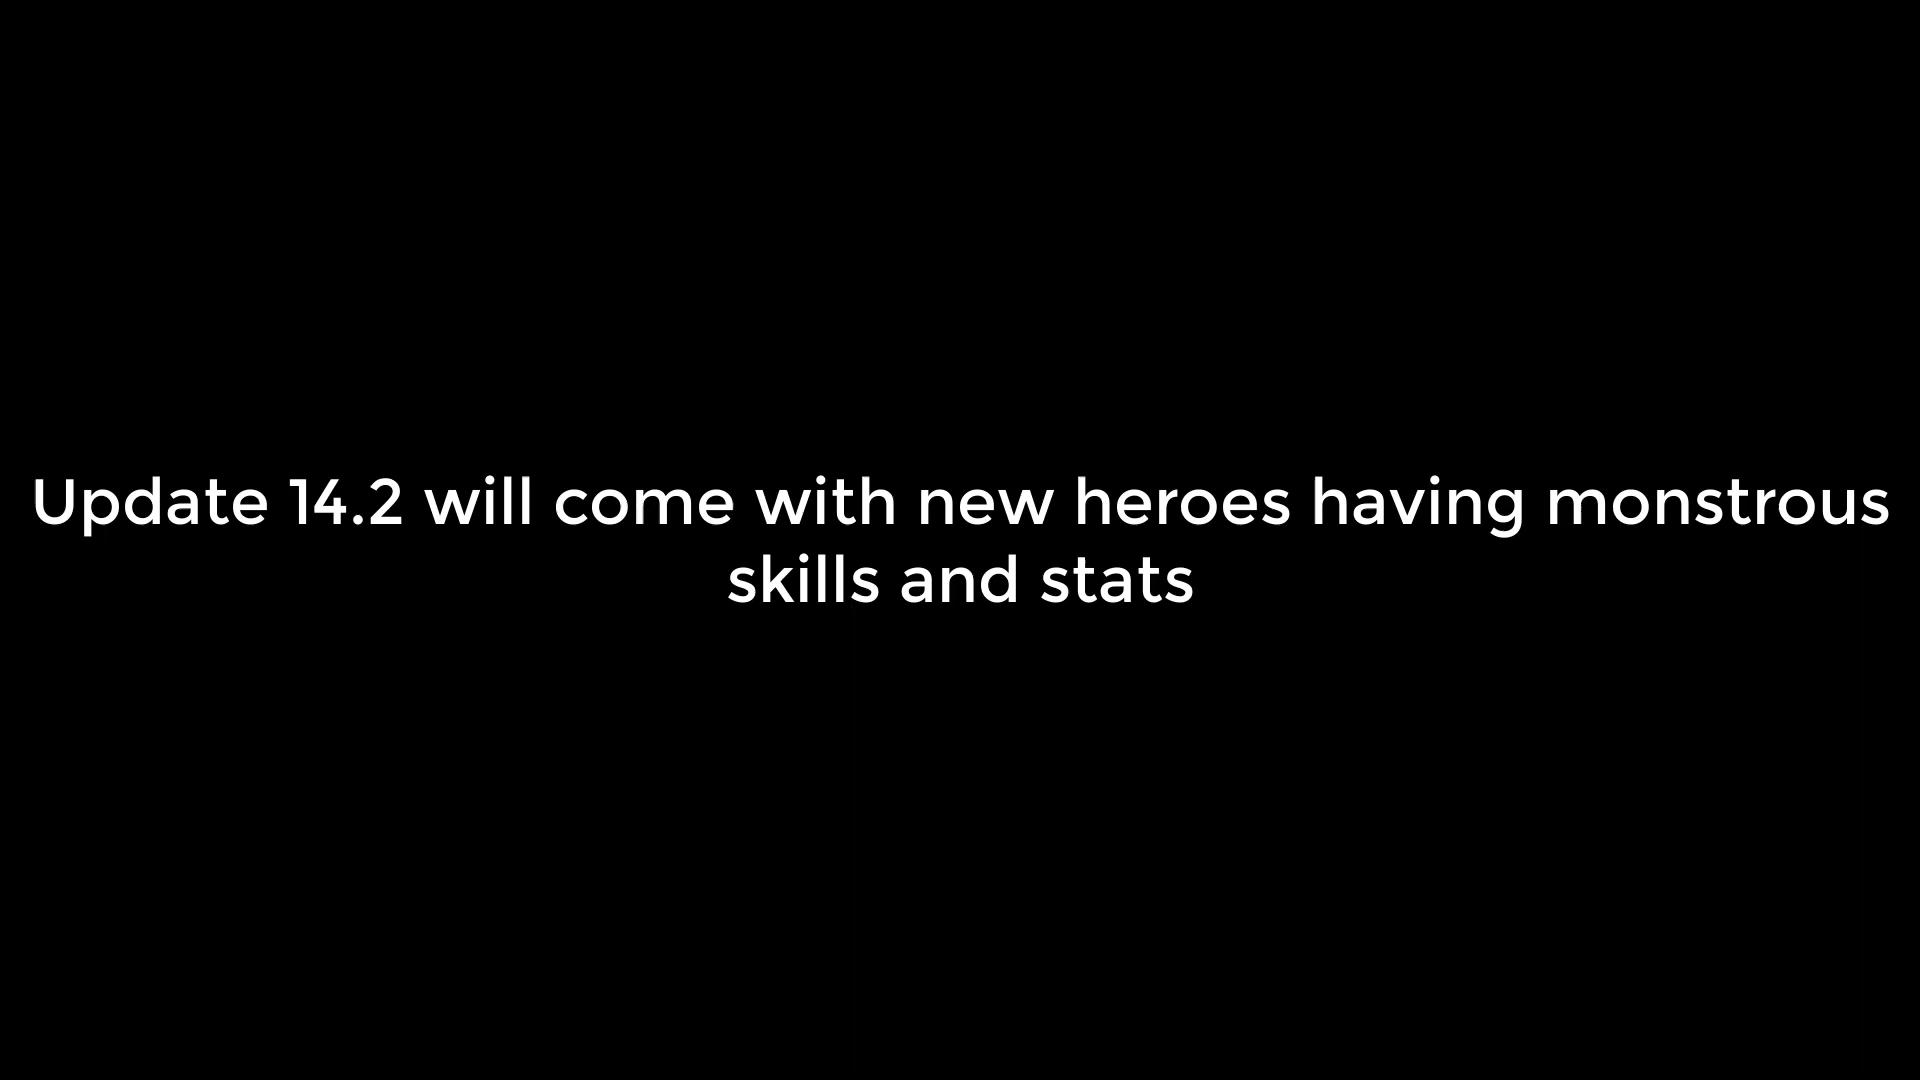 Update 14.2 will come with new heroes having monstrous
skills and stats